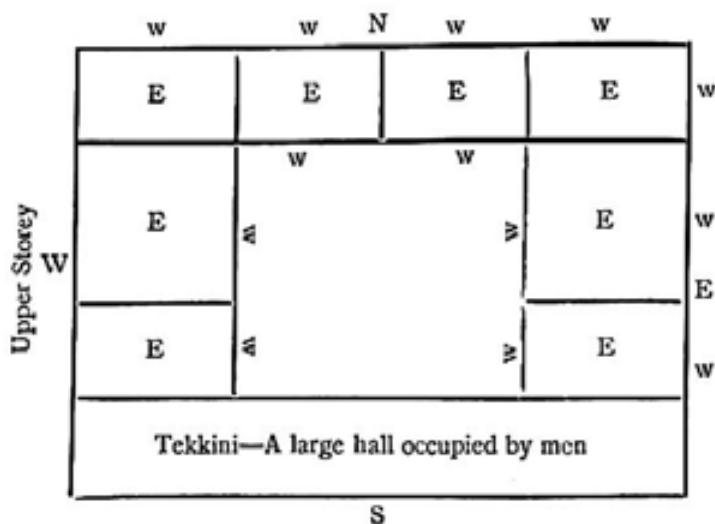 w w N w w
E E E E w
w w
Upper Storey
W E w w E w
E
E w w E w
Tekkini—A large hall occupied by men
S